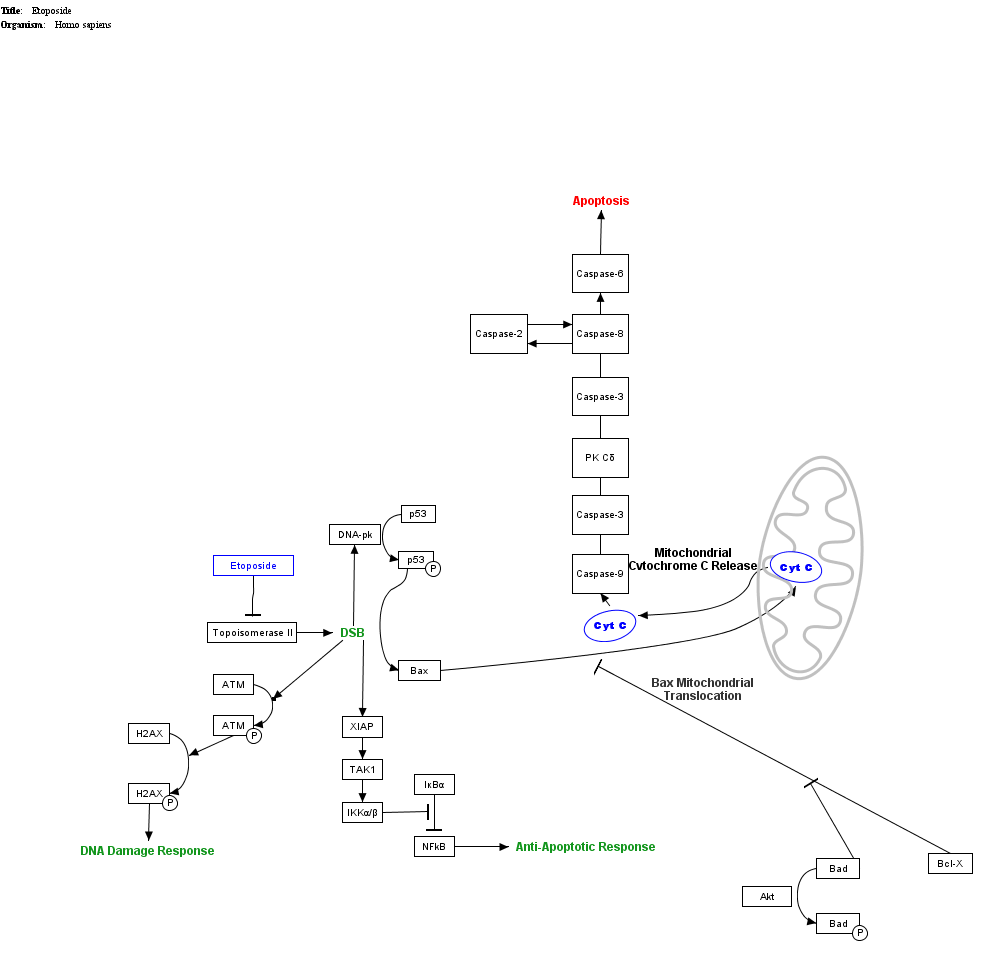 Title: Etoposide
Organism: Homo sapiens
Apoptosis
Caspase-6
Caspase-2
Caspase-8
Caspase-3
PK Cδ
Caspase-3
p53
DNA-pk
p53
P
Etoposide
Mitochondrial
Cytochrome C Release
Cyt C
Caspase-9
Cyt C
Topoisomerase II
DSB
Bax
Bax Mitochondrial
Translocation
ATM
ATM
P
H2AX
XIAP
TAK1
IκBα
H2AX
P
IKKα/β
NFkB
Anti-Apoptotic Response
DNA Damage Response
Bad
Bcl-X
Akt
Bad
P